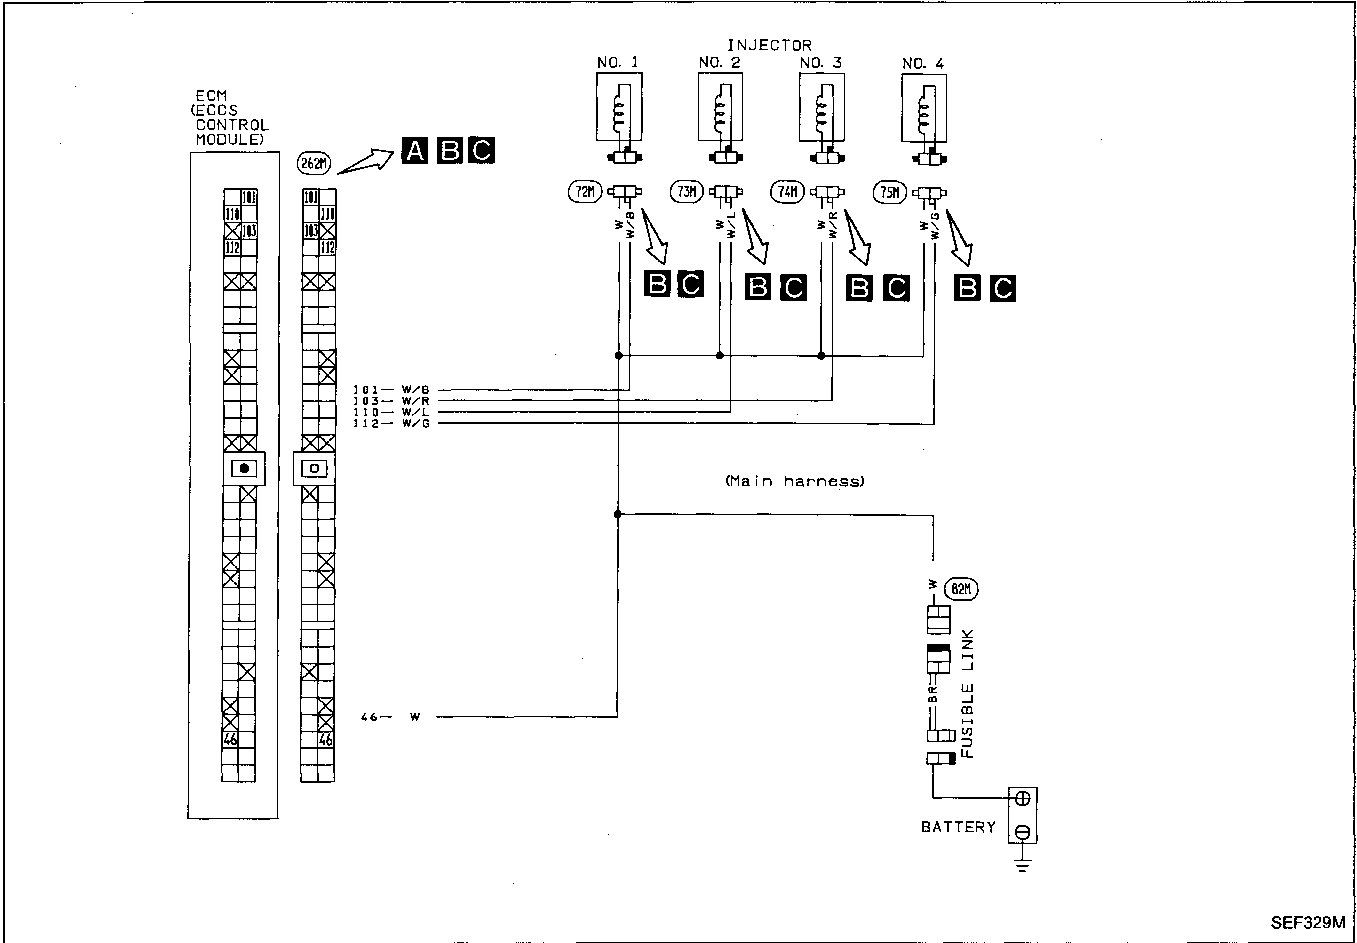 INJECTOR
NO. 1 NO. 2 NO. 3 NO. 4
ECM
(ECCS
CONTROL
MODULE)
262M
A B C
72M 73M 74M 75M
W W/B W W/L W W/R W W/G
B C B C B C B C
101 101
110 110
103 103
112 112
101— W/B
103— W/R
110— W/L
112— W/G
(Main harness)
W 82M
BR
FUSIBLE LINK
46— W
46 46
BATTERY
SEF329M